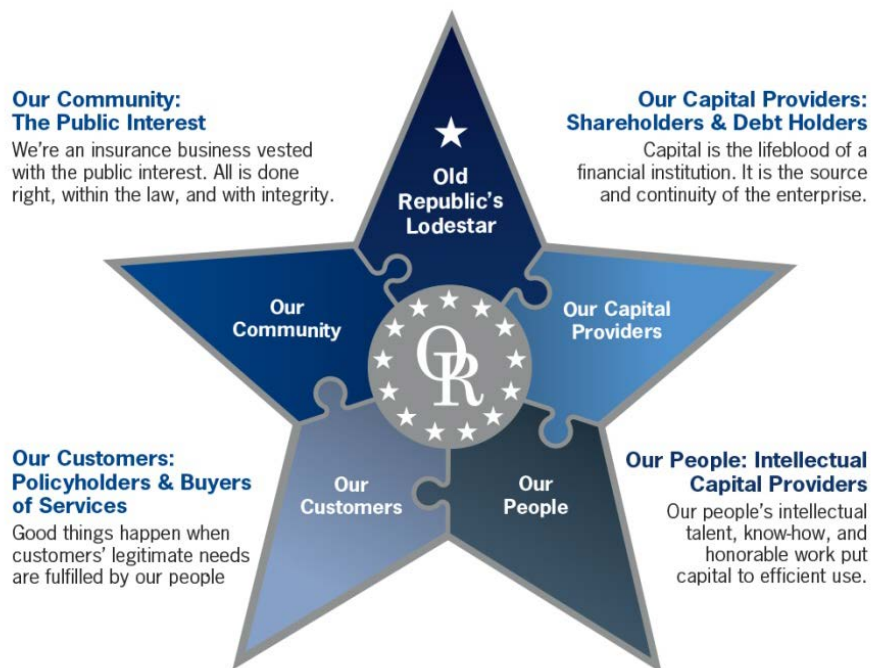 Our Community:
The Public Interest
We're an insurance business vested
with the public interest. All is done
right, within the law, and with integrity.
Our Capital Providers:
Shareholders & Debt Holders
Capital is the lifeblood of a
financial institution. It is the source
and continuity of the enterprise.
Old
Republic's
Lodestar
Our
Community
Our Capital
Providers
OR
Our
Customers
Our
People
Our Customers:
Policyholders & Buyers
of Services
Good things happen when
customers' legitimate needs
are fulfilled by our people
Our People: Intellectual
Capital Providers
Our people's intellectual
talent, know-how, and
honorable work put
capital to efficient use.